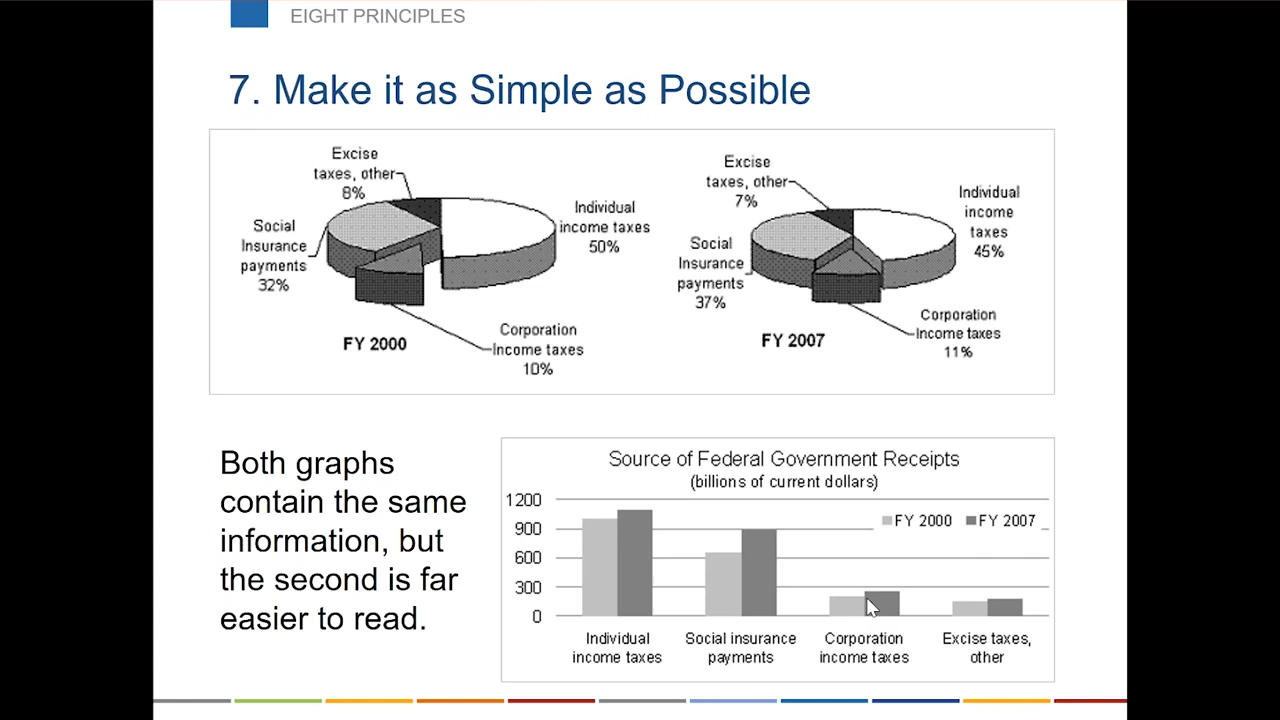 EIGHT PRINCIPLES
7. Make it as Simple as Possible
Excise
taxes, other
8%
Social
Insurance
payments
32%
Individual
income taxes
50%
Corporation
Income taxes
10%
FY 2000
Excise
taxes, other
7%
Social
Insurance
payments
37%
Individual
income
taxes
45%
Corporation
Income taxes
11%
FY 2007
Both graphs
contain the same
information, but
the second is far
easier to read.
Source of Federal Government Receipts
(billions of current dollars)
1200
900
600
300
0
FY 2000 FY 2007
Individual
income taxes
Social insurance
payments
Corporation
income taxes
Excise taxes,
other